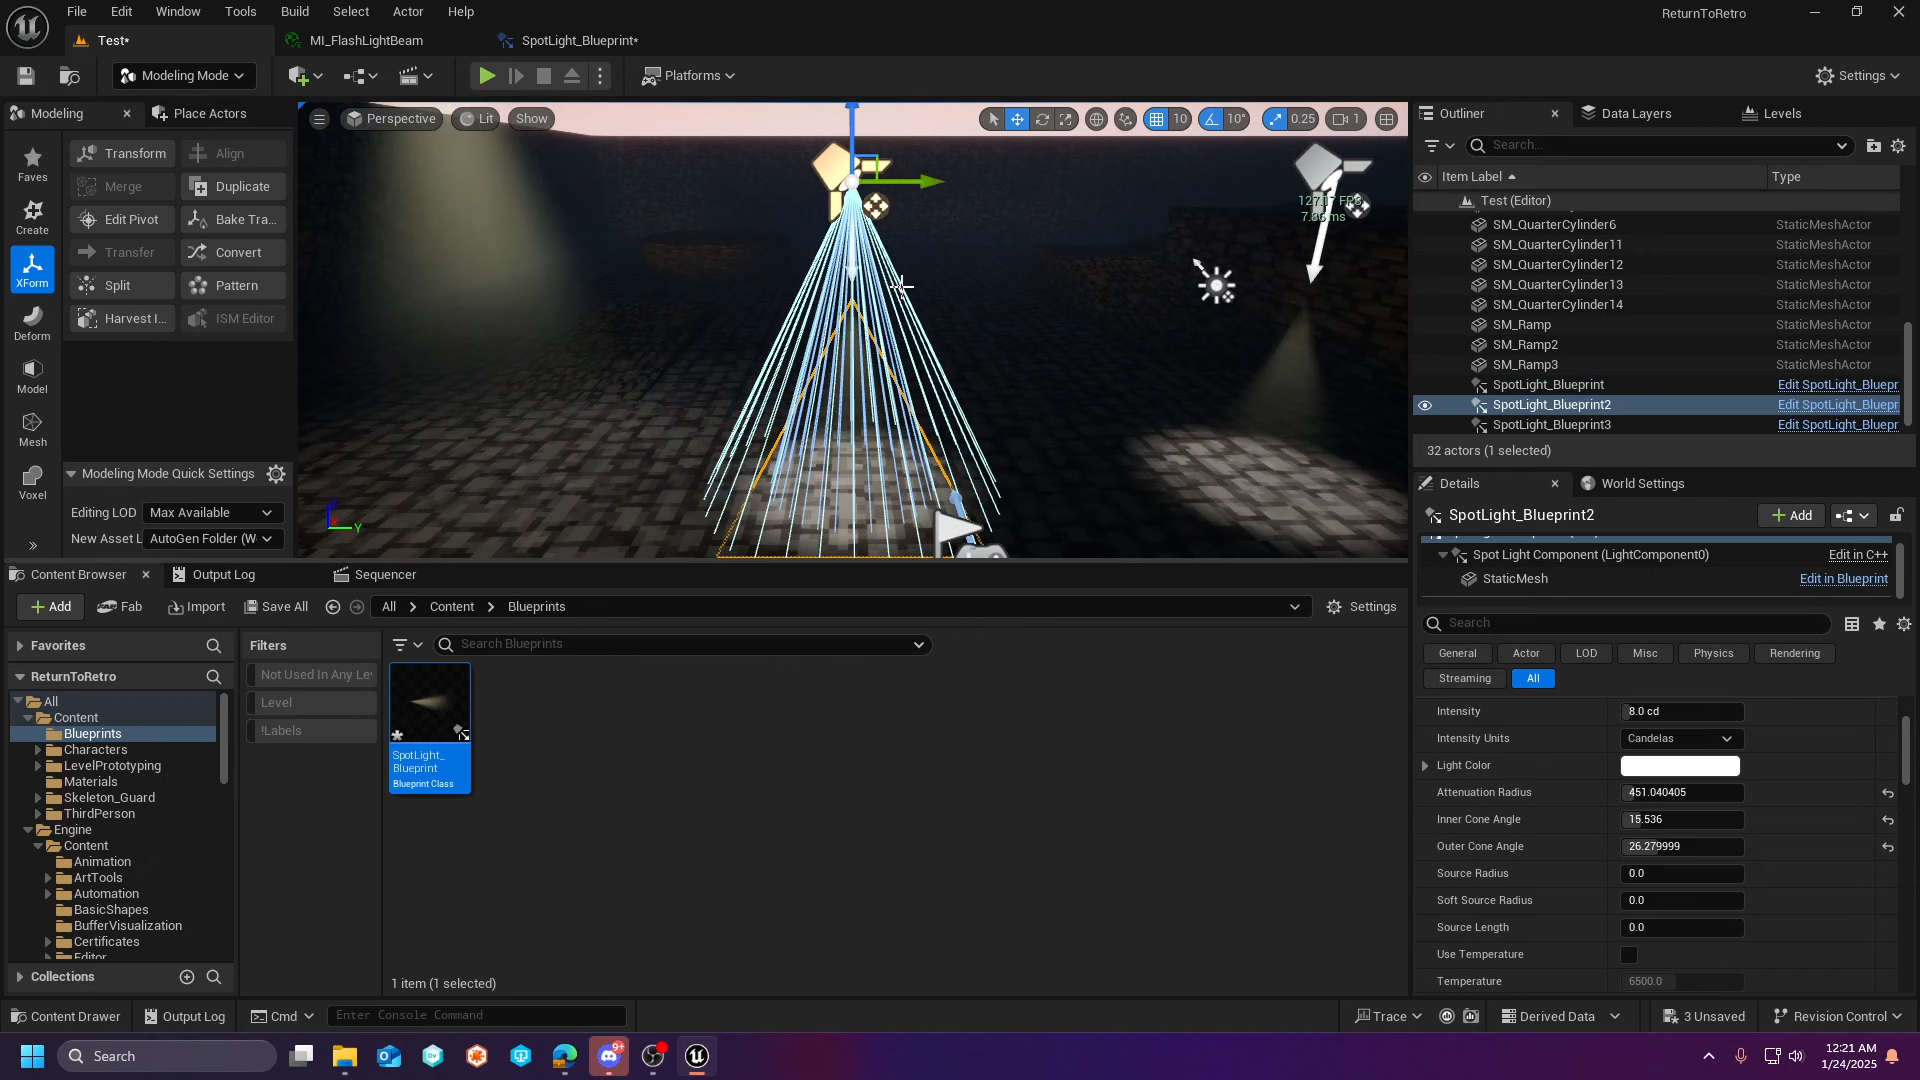 File Edit Window Tools Build Select Actor Help
ReturnToRetro
Test*
MI_FlashLightBeam
SpotLight_Blueprint*
Modeling Mode
Platforms
Settings
Modeling
Place Actors
Perspective
Lit
Show
10
10°
0.25
1
Outliner
Data Layers
Levels
Search...
Item Label
Type
Test (Editor)
SM_QuarterCylinder6 StaticMeshActor
SM_QuarterCylinder11 StaticMeshActor
SM_QuarterCylinder12 StaticMeshActor
SM_QuarterCylinder13 StaticMeshActor
SM_QuarterCylinder14 StaticMeshActor
SM_Ramp StaticMeshActor
SM_Ramp2 StaticMeshActor
SM_Ramp3 StaticMeshActor
SpotLight_Blueprint Edit SpotLight_Bluepr
SpotLight_Blueprint2 Edit SpotLight_Bluepr
SpotLight_Blueprint3 Edit SpotLight_Bluepr
32 actors (1 selected)
Faves
Create
XForm
Deform
Model
Mesh
Voxel
Transform
Align
Merge
Duplicate
Edit Pivot
Bake Tra...
Transfer
Convert
Split
Pattern
Harvest I...
ISM Editor
Modeling Mode Quick Settings
Editing LOD Max Available
New Asset L AutoGen Folder (W
7.86 ms
Y
Details
World Settings
SpotLight_Blueprint2
Add
Spot Light Component (LightComponent0) Edit in C++
StaticMesh Edit in Blueprint
Search
General
Actor
LOD
Misc
Physics
Rendering
Streaming
All
Intensity 8.0 cd
Intensity Units Candelas
Light Color
Attenuation Radius 451.040405
Inner Cone Angle 15.536
Outer Cone Angle 26.279999
Source Radius 0.0
Soft Source Radius 0.0
Source Length 0.0
Use Temperature
Temperature 6500.0
Content Browser
Output Log
Sequencer
Add
Fab
Import
Save All
All
Content
Blueprints
Settings
Favorites
ReturnToRetro
All
Content
Blueprints
Characters
LevelPrototyping
Materials
Skeleton_Guard
ThirdPerson
Engine
Content
Animation
ArtTools
Automation
BasicShapes
BufferVisualization
Certificates
Editor
Collections
Filters
Not Used In Any Lev
Level
!Labels
Search Blueprints
SpotLight_
Blueprint
Blueprint Class
1 item (1 selected)
Content Drawer
Output Log
Cmd
Enter Console Command
Trace
Derived Data
3 Unsaved
Revision Control
Search
9+
12:21 AM
1/24/2025